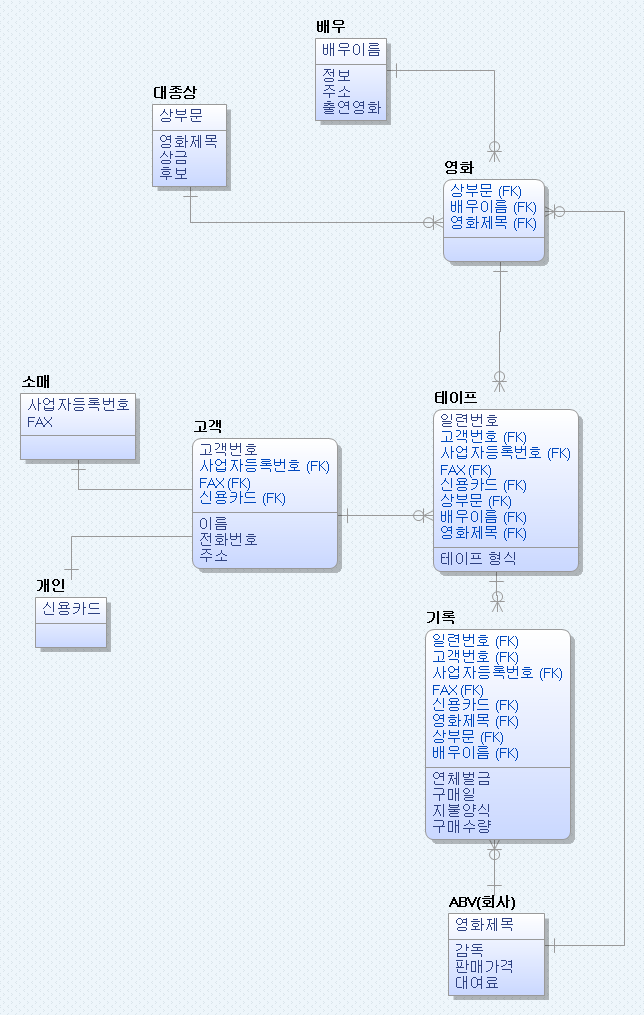 배우
배우이름
정보
주소
출연영화
대종상
상부문
영화제목
상금
후보
영화
상부문 (FK)
배우이름 (FK)
영화제목 (FK)
소매
사업자등록번호
FAX
고객
고객번호
사업자등록번호 (FK)
FAX (FK)
신용카드 (FK)
이름
전화번호
주소
테이프
일련번호
고객번호 (FK)
사업자등록번호 (FK)
FAX (FK)
신용카드 (FK)
상부문 (FK)
배우이름 (FK)
영화제목 (FK)
테이프 형식
개인
신용카드
기록
일련번호 (FK)
고객번호 (FK)
사업자등록번호 (FK)
FAX (FK)
신용카드 (FK)
영화제목 (FK)
상부문 (FK)
배우이름 (FK)
연체벌금
구매일
지불양식
구매수량
ABV(회사)
영화제목
감독
판매가격
대여료